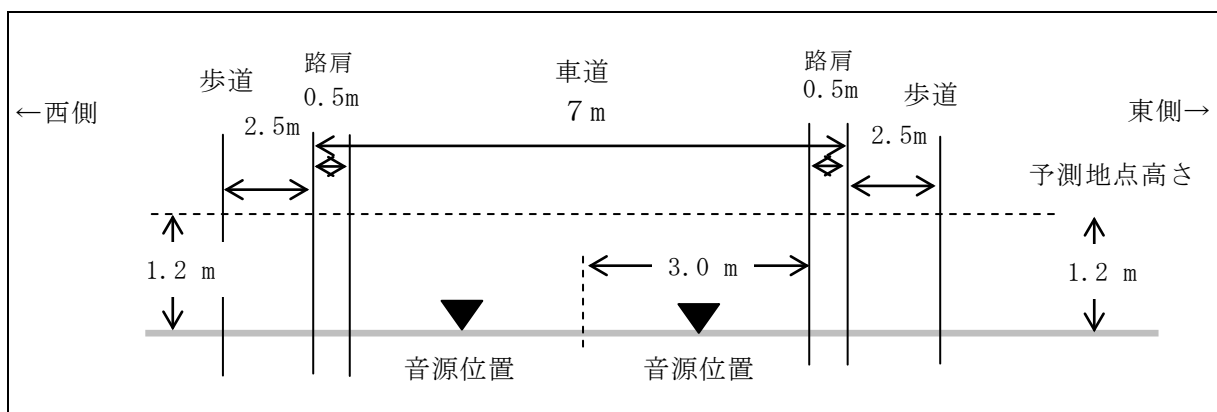 路肩
0.5m
車道
7m
路肩
0.5m
歩道
2.5m
歩道
2.5m
←西側
東側→
予測地点高さ
1.2 m
3.0 m
1.2 m
音源位置
音源位置